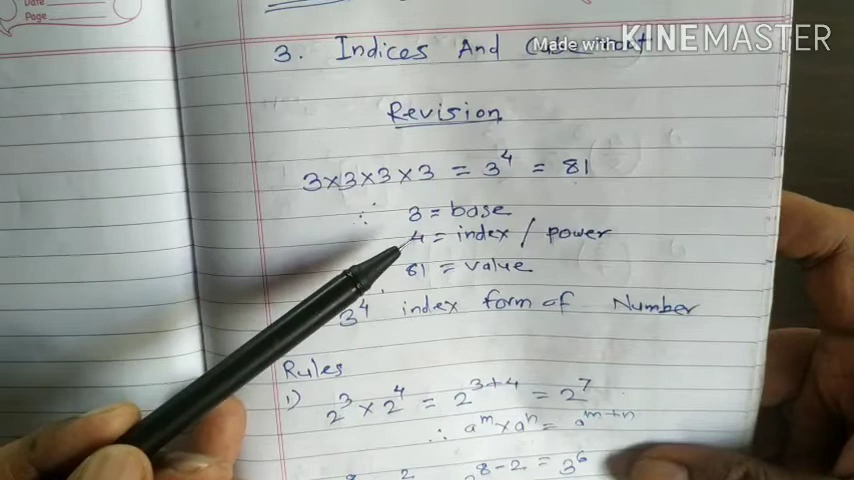 Date
Page
3. Indices And Cube root
Made with KINEMASTER
Revision
3×3×3×3 = 3⁴ = 81
∴ 3 = base
4 = index / power
81 = value
3⁴ index form of Number
Rules
1) 2³ × 2⁴ = 2³⁺⁴ = 2⁷
∴ aᵐ × aⁿ = aᵐ⁺ⁿ
8-2 = 3⁶